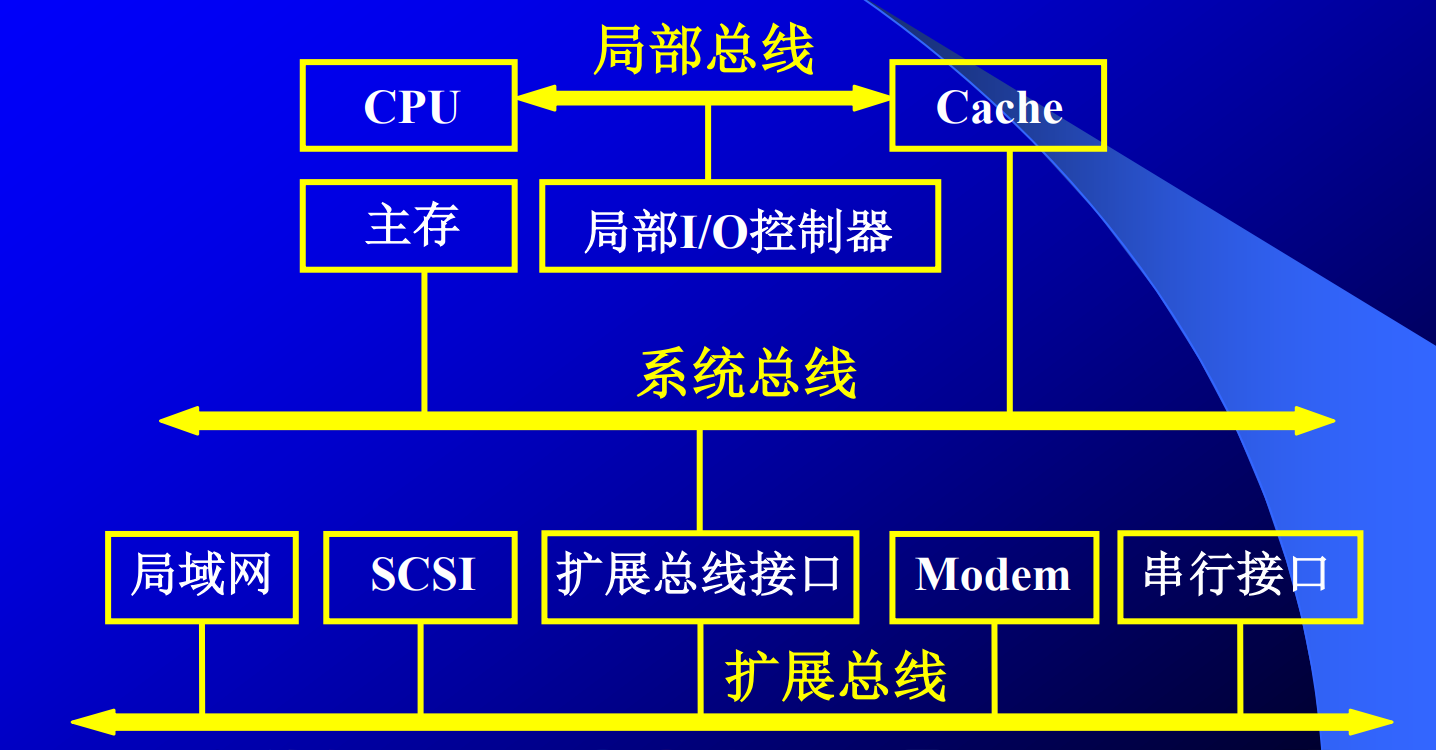 局部总线
CPU
Cache
主存
局部I/O控制器
系统总线
局域网
SCSI
扩展总线接口
Modem
串行接口
扩展总线